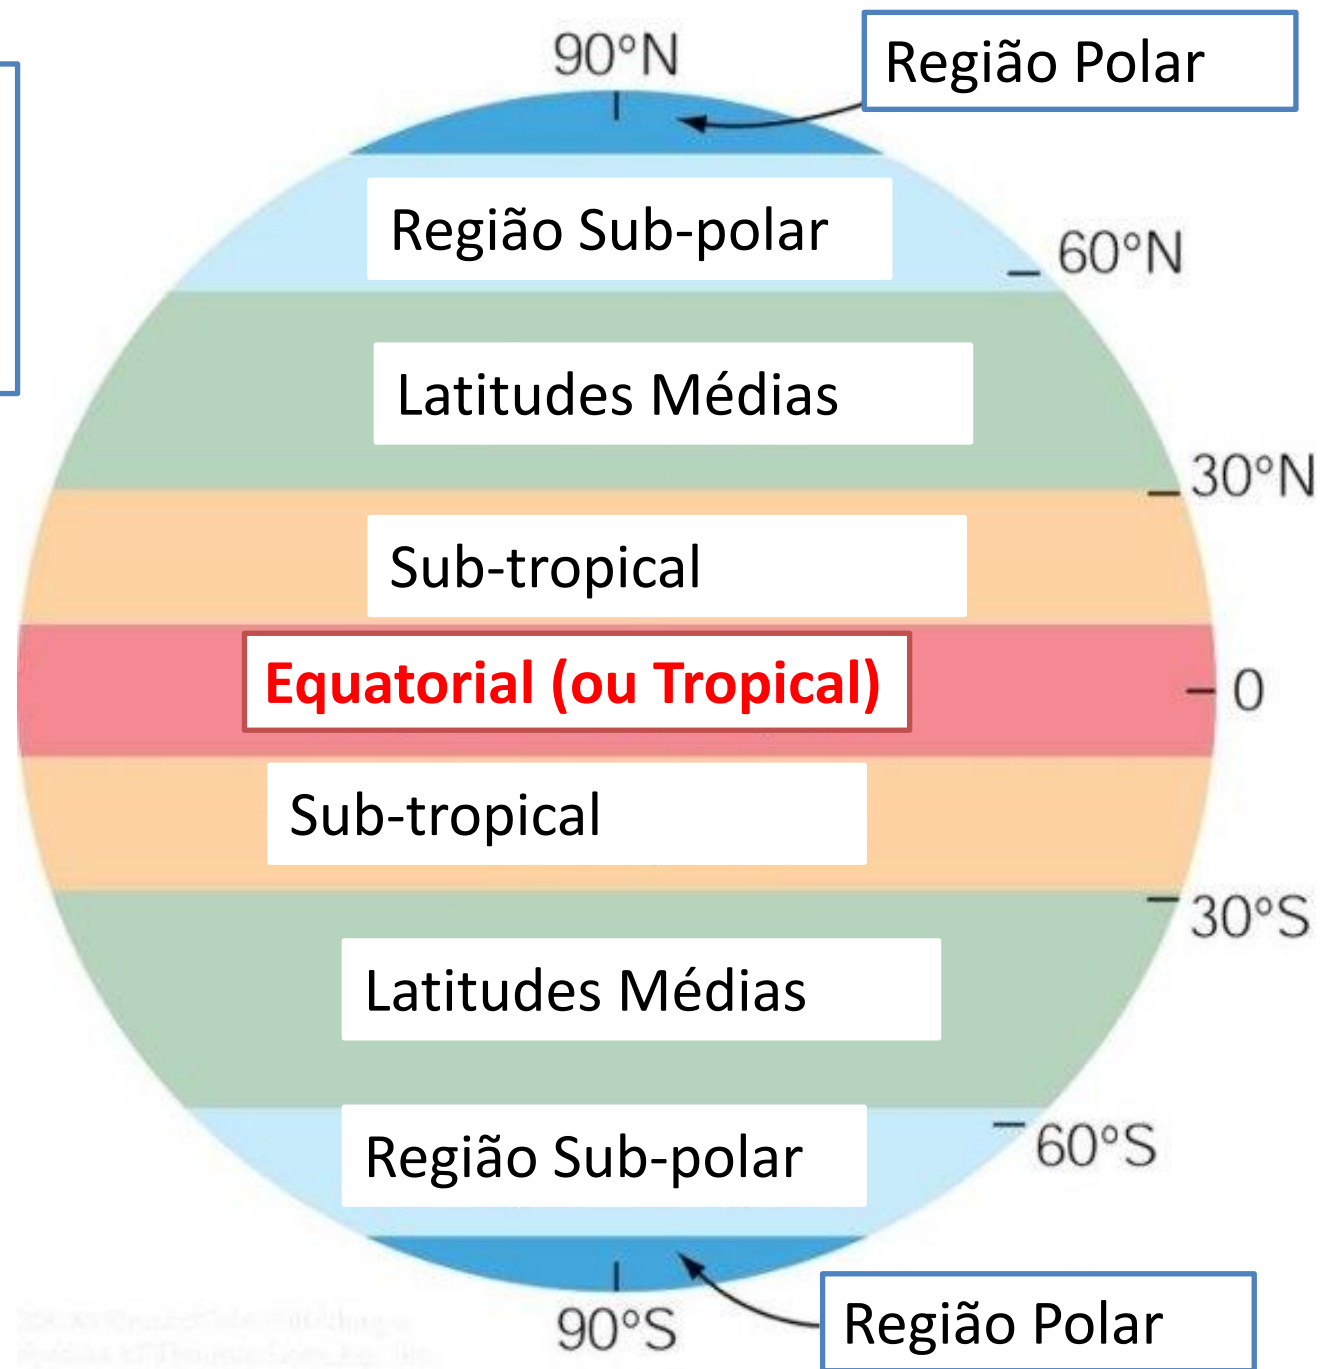 90°N
Região Polar
Região Sub-polar
60°N
Latitudes Médias
30°N
Sub-tropical
Equatorial (ou Tropical)
0
Sub-tropical
30°S
Latitudes Médias
60°S
Região Sub-polar
90°S
Região Polar